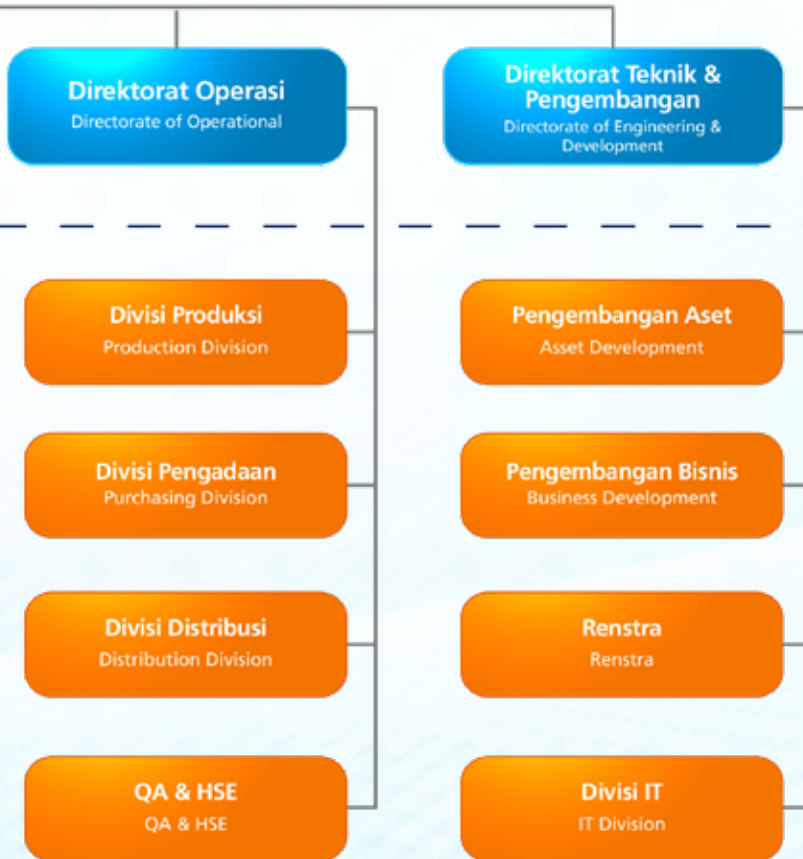 Direktorat Operasi
Directorate of Operational
Direktorat Teknik &
Pengembangan
Directorate of Engineering &
Development
Divisi Produksi
Production Division
Pengembangan Aset
Asset Development
Divisi Pengadaan
Purchasing Division
Pengembangan Bisnis
Business Development
Divisi Distribusi
Distribution Division
Renstra
Renstra
QA & HSE
QA & HSE
Divisi IT
IT Division